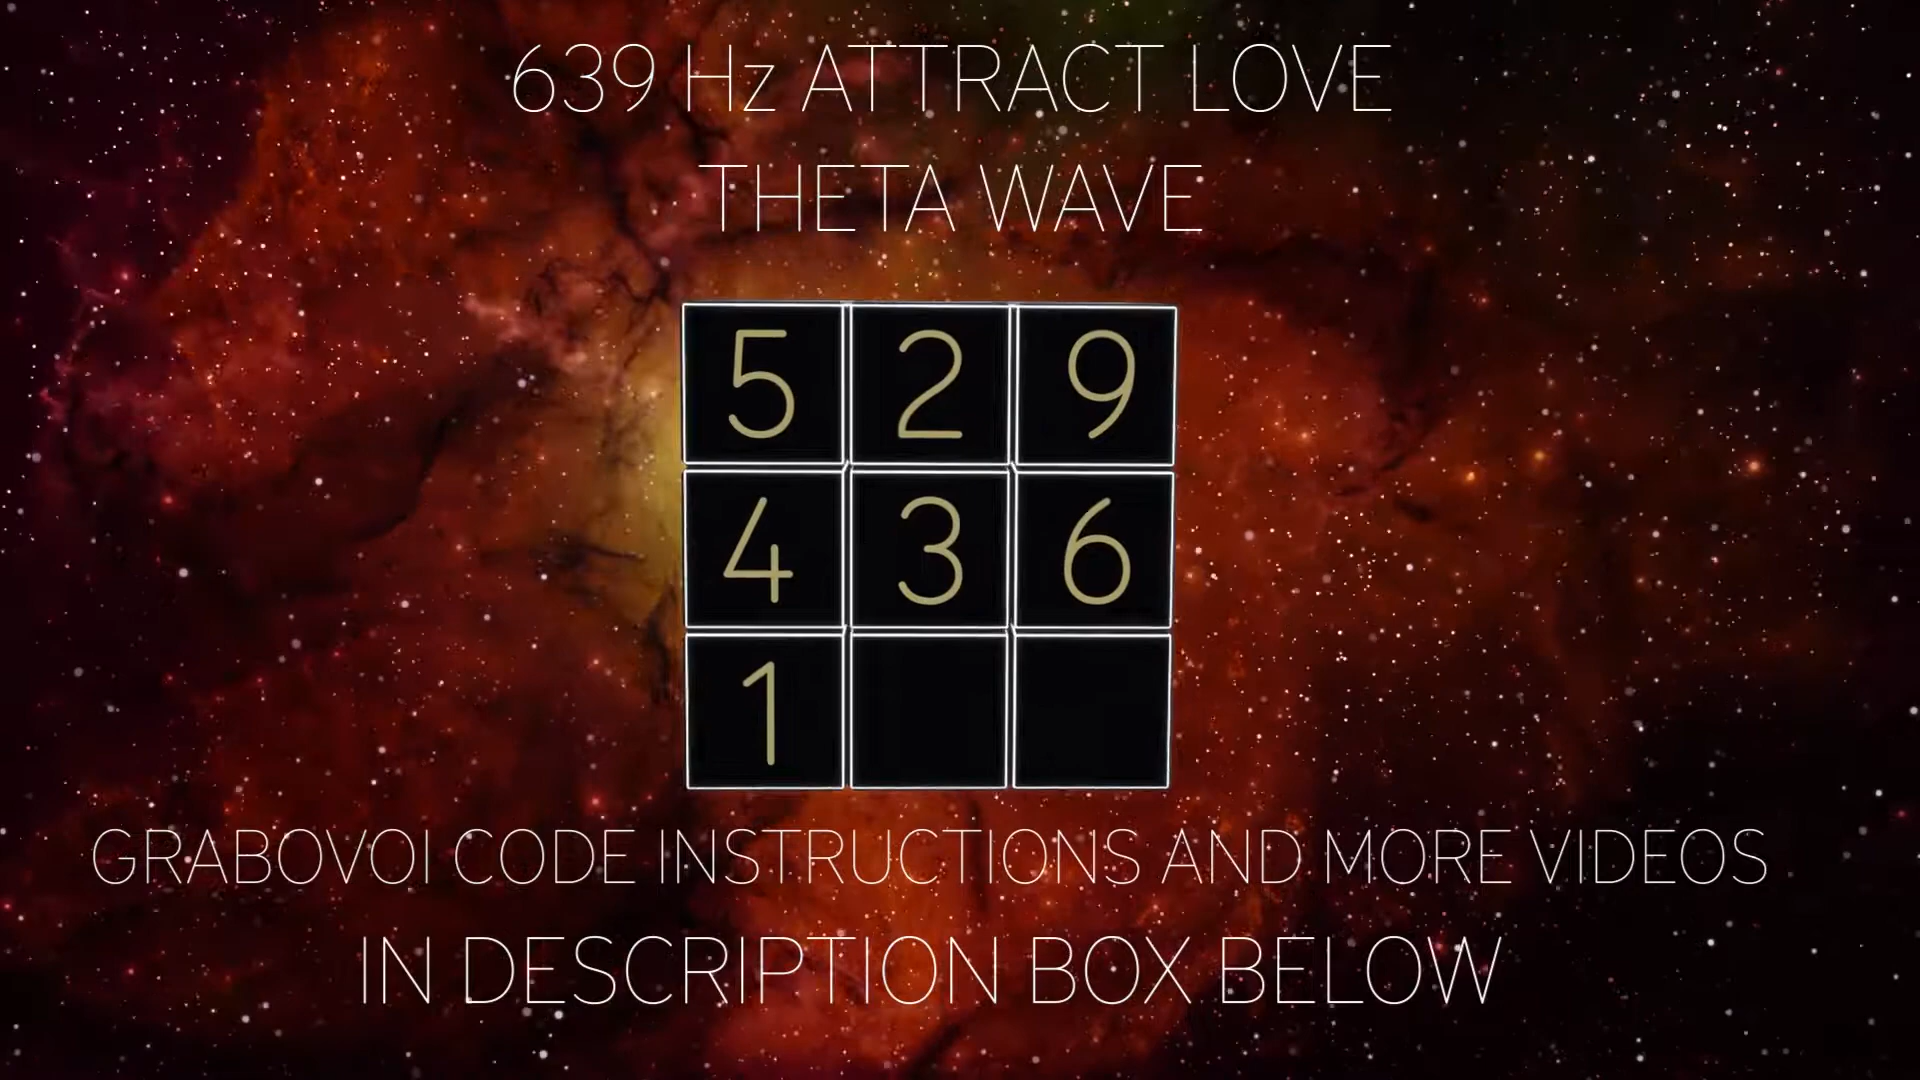 639 Hz ATTRACT LOVE
THETA WAVE
5 2 9
4 3 6
1
GRABOVOI CODE INSTRUCTIONS AND MORE VIDEOS
IN DESCRIPTION BOX BELOW